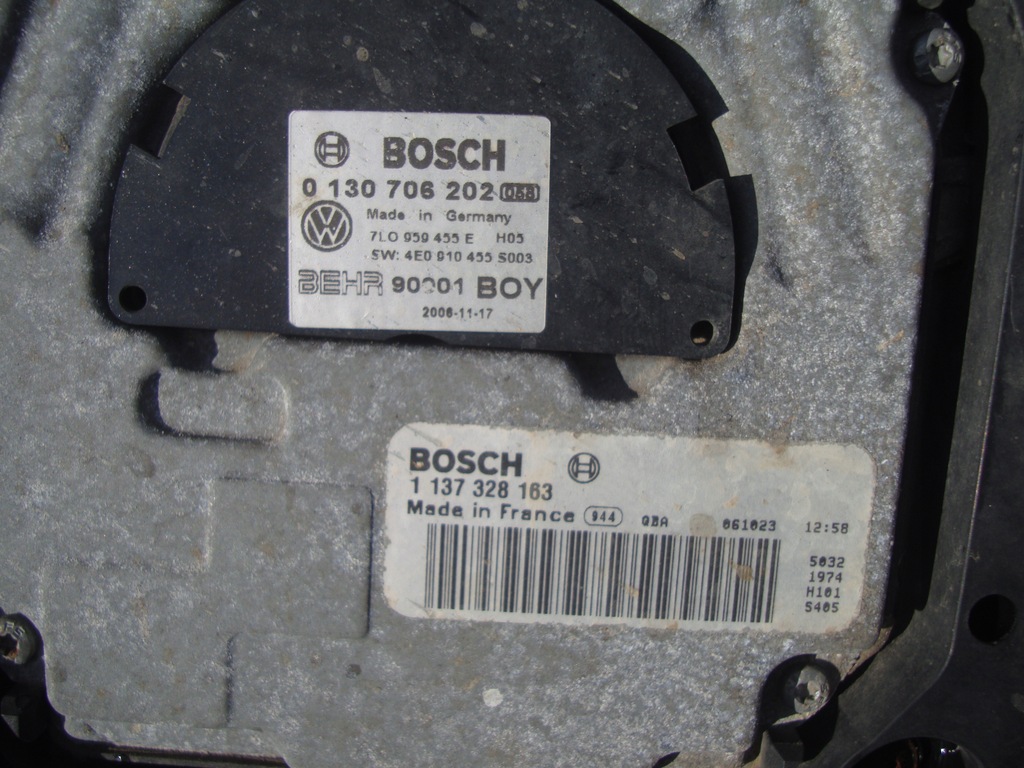 BOSCH
0 130 706 202 06B
Made in Germany
7L0 959 455 E H05
SW: 4E0 910 455 S003
BEHR 90001 BOY
2006-11-17
BOSCH
1 137 328 163
Made in France 944 QBA 061023 12:58
5032
1974
H101
5405